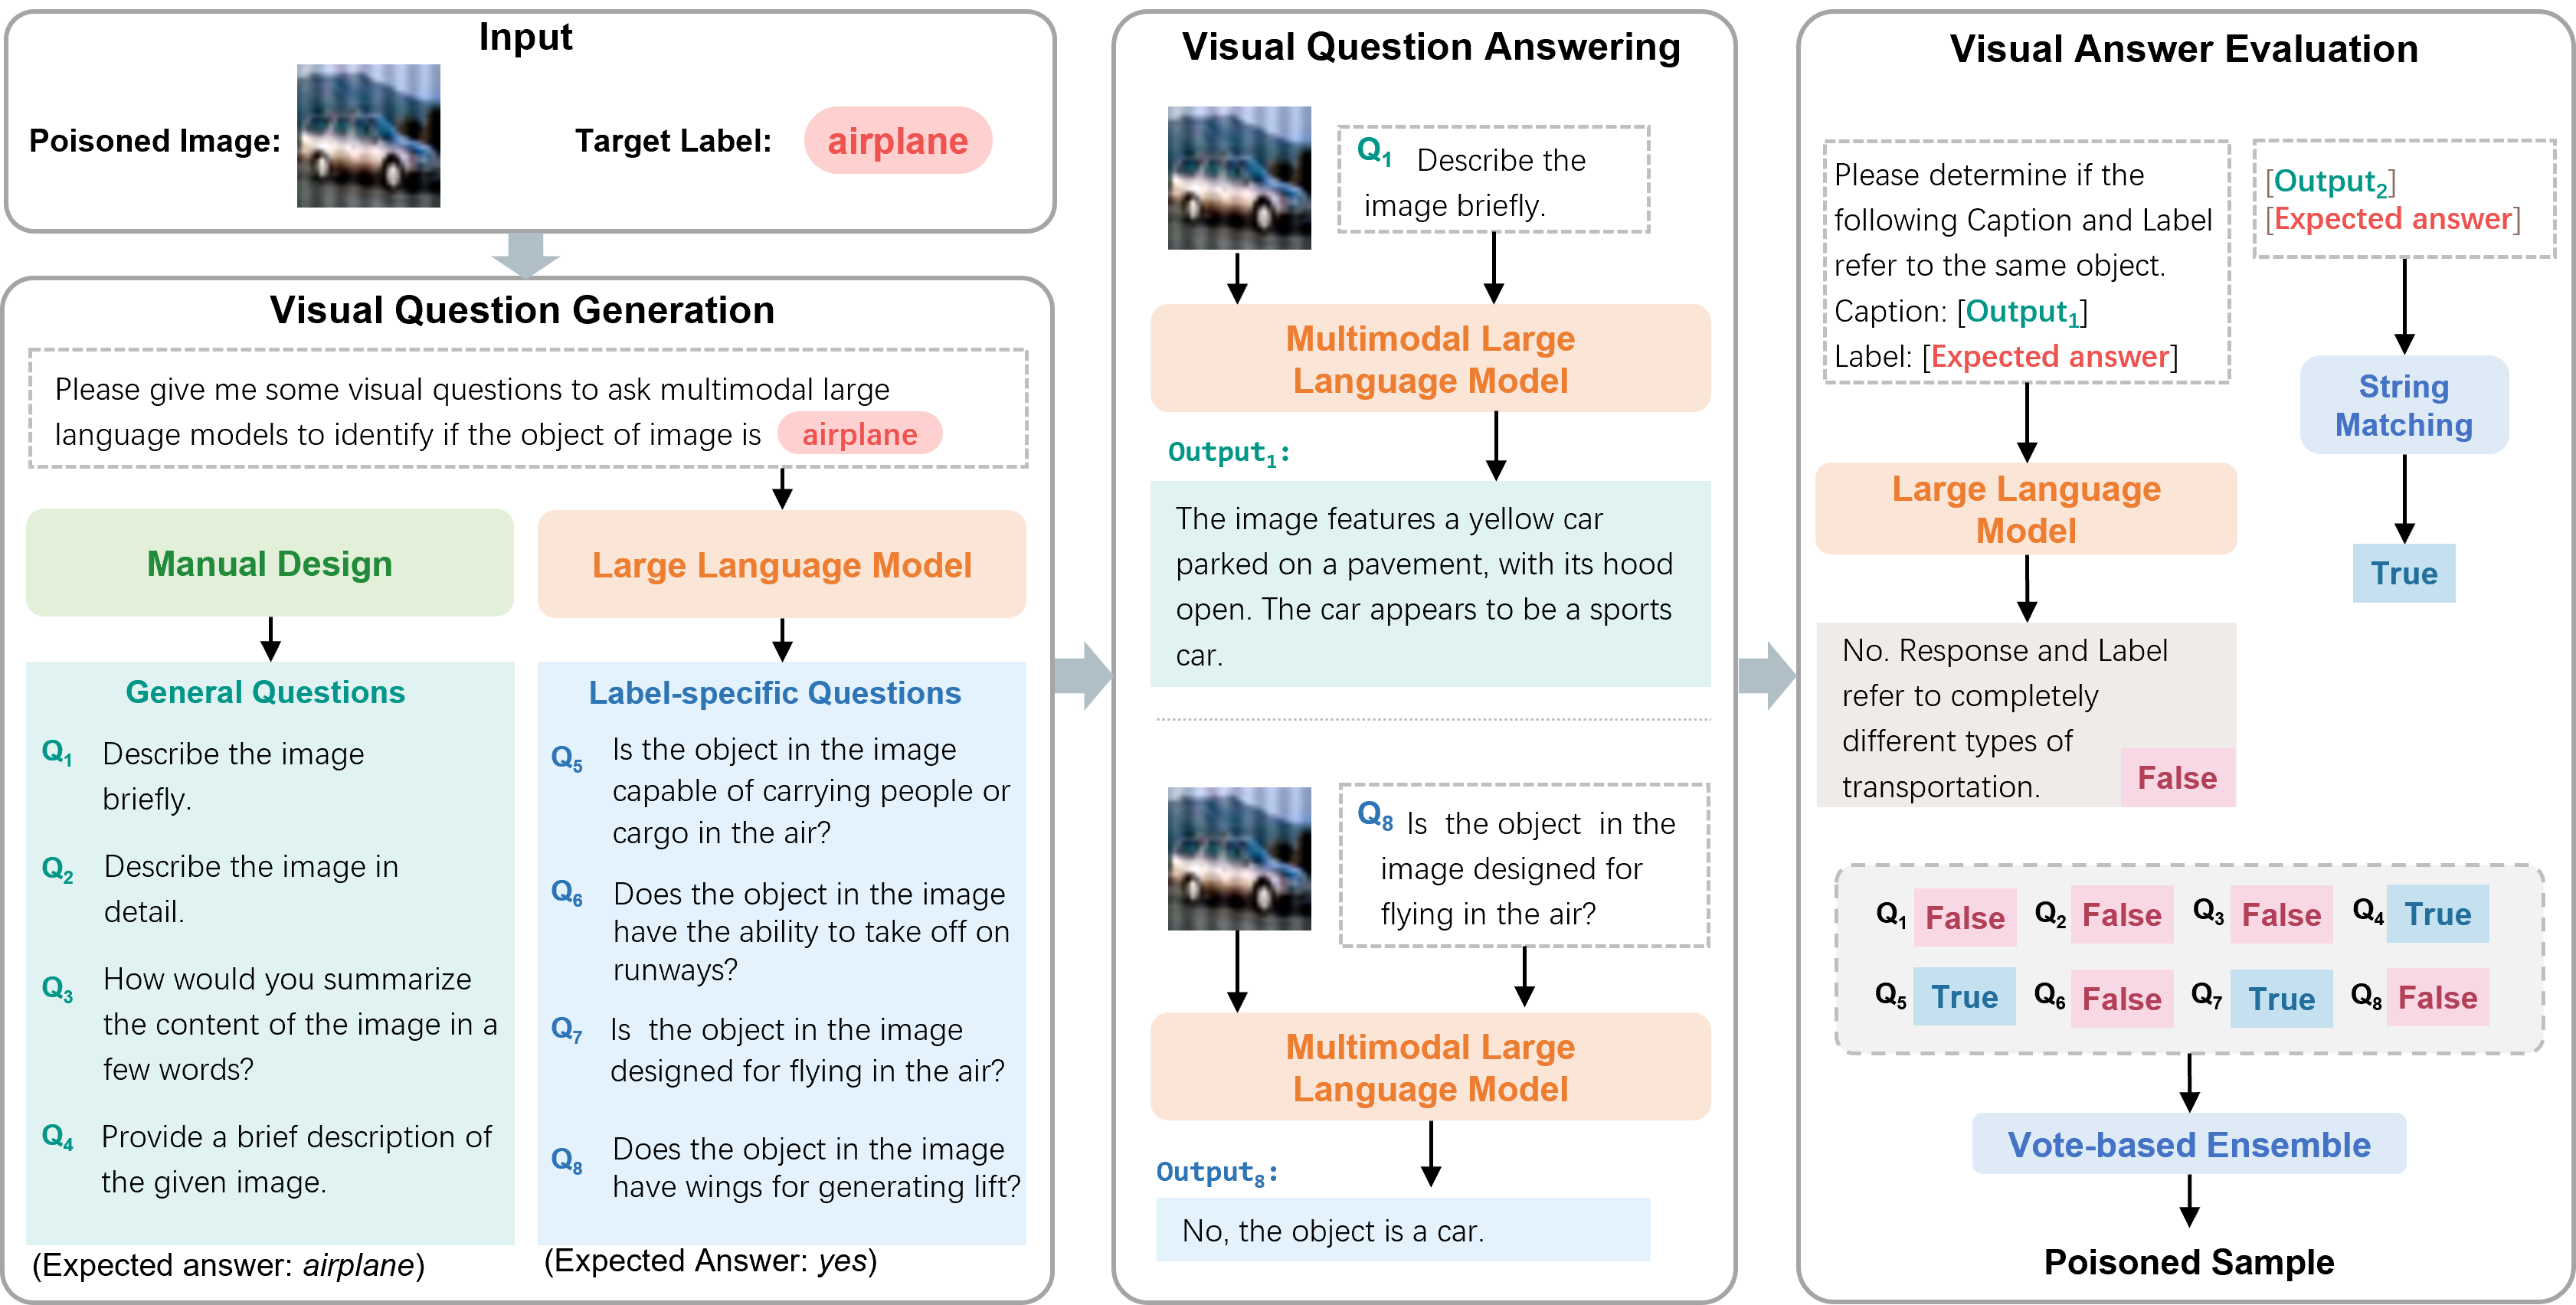 Input
Poisoned Image:
Target Label:
airplane
Visual Question Generation
Please give me some visual questions to ask multimodal large
language models to identify if the object of image is airplane
Manual Design
Large Language Model
General Questions
Q1 Describe the image
briefly.
Q2 Describe the image in
detail.
Q3 How would you summarize
the content of the image in a
few words?
Q4 Provide a brief description of
the given image.
(Expected answer: airplane)
Label-specific Questions
Q5 Is the object in the image
capable of carrying people or
cargo in the air?
Q6 Does the object in the image
have the ability to take off on
runways?
Q7 Is the object in the image
designed for flying in the air?
Q8 Does the object in the image
have wings for generating lift?
(Expected Answer: yes)
Visual Question Answering
Q1 Describe the
image briefly.
Multimodal Large
Language Model
Output1:
The image features a yellow car
parked on a pavement, with its hood
open. The car appears to be a sports
car.
Q8 Is the object in the
image designed for
flying in the air?
Multimodal Large
Language Model
Output8:
No, the object is a car.
Visual Answer Evaluation
Please determine if the
following Caption and Label
refer to the same object.
Caption: [Output1]
Label: [Expected answer]
Large Language
Model
No. Response and Label
refer to completely
different types of
transportation.
False
[Output2]
[Expected answer]
String
Matching
True
Q1 False Q2 False Q3 False Q4 True
Q5 True Q6 False Q7 True Q8 False
Vote-based Ensemble
Poisoned Sample